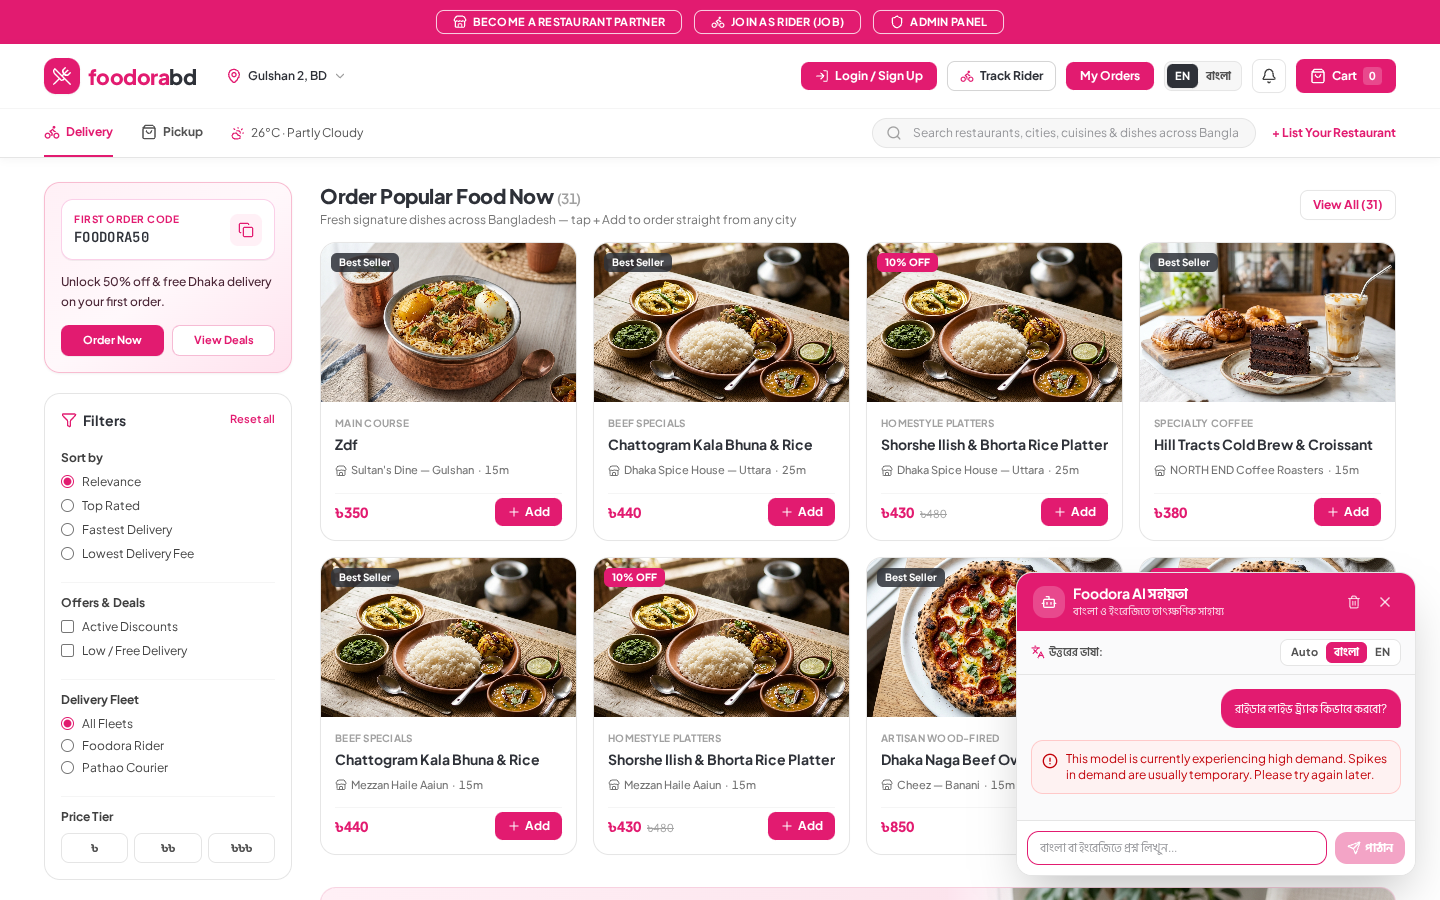 BECOME A RESTAURANT PARTNER
JOIN AS RIDER (JOB)
ADMIN PANEL
foodorabd
Gulshan 2, BD
Login / Sign Up
Track Rider
My Orders
EN
বাংলা
Cart
0
Delivery
Pickup
26°C · Partly Cloudy
Search restaurants, cities, cuisines & dishes across Bangla
+ List Your Restaurant
FIRST ORDER CODE
FOODORA50
Unlock 50% off & free Dhaka delivery
on your first order.
Order Now
View Deals
Filters
Reset all
Sort by
Relevance
Top Rated
Fastest Delivery
Lowest Delivery Fee
Offers & Deals
Active Discounts
Low / Free Delivery
Delivery Fleet
All Fleets
Foodora Rider
Pathao Courier
Price Tier
৳
৳৳
৳৳৳
Order Popular Food Now (31)
Fresh signature dishes across Bangladesh — tap + Add to order straight from any city
View All (31)
Best Seller
MAIN COURSE
Zdf
Sultan's Dine — Gulshan · 15m
৳350
+ Add
Best Seller
BEEF SPECIALS
Chattogram Kala Bhuna & Rice
Dhaka Spice House — Uttara · 25m
৳440
+ Add
10% OFF
HOMESTYLE PLATTERS
Shorshe Ilish & Bhorta Rice Platter
Dhaka Spice House — Uttara · 25m
৳430 ৳480
+ Add
Best Seller
SPECIALTY COFFEE
Hill Tracts Cold Brew & Croissant
NORTH END Coffee Roasters · 15m
৳380
+ Add
Best Seller
BEEF SPECIALS
Chattogram Kala Bhuna & Rice
Mezzan Haile Aaiun · 15m
৳440
+ Add
10% OFF
HOMESTYLE PLATTERS
Shorshe Ilish & Bhorta Rice Platter
Mezzan Haile Aaiun · 15m
৳430 ৳480
+ Add
Best Seller
ARTISAN WOOD-FIRED
Dhaka Naga Beef Ov
Cheez — Banani · 15m
৳850
Foodora AI সহায়তা
বাংলা ও ইংরেজিতে তাৎক্ষণিক সাহায্য
উত্তরের ভাষা:
Auto
বাংলা
EN
রাইডার লাইভ ট্র্যাক কিভাবে করবো?
This model is currently experiencing high demand. Spikes
in demand are usually temporary. Please try again later.
বাংলা বা ইংরেজিতে প্রশ্ন লিখুন...
পাঠান